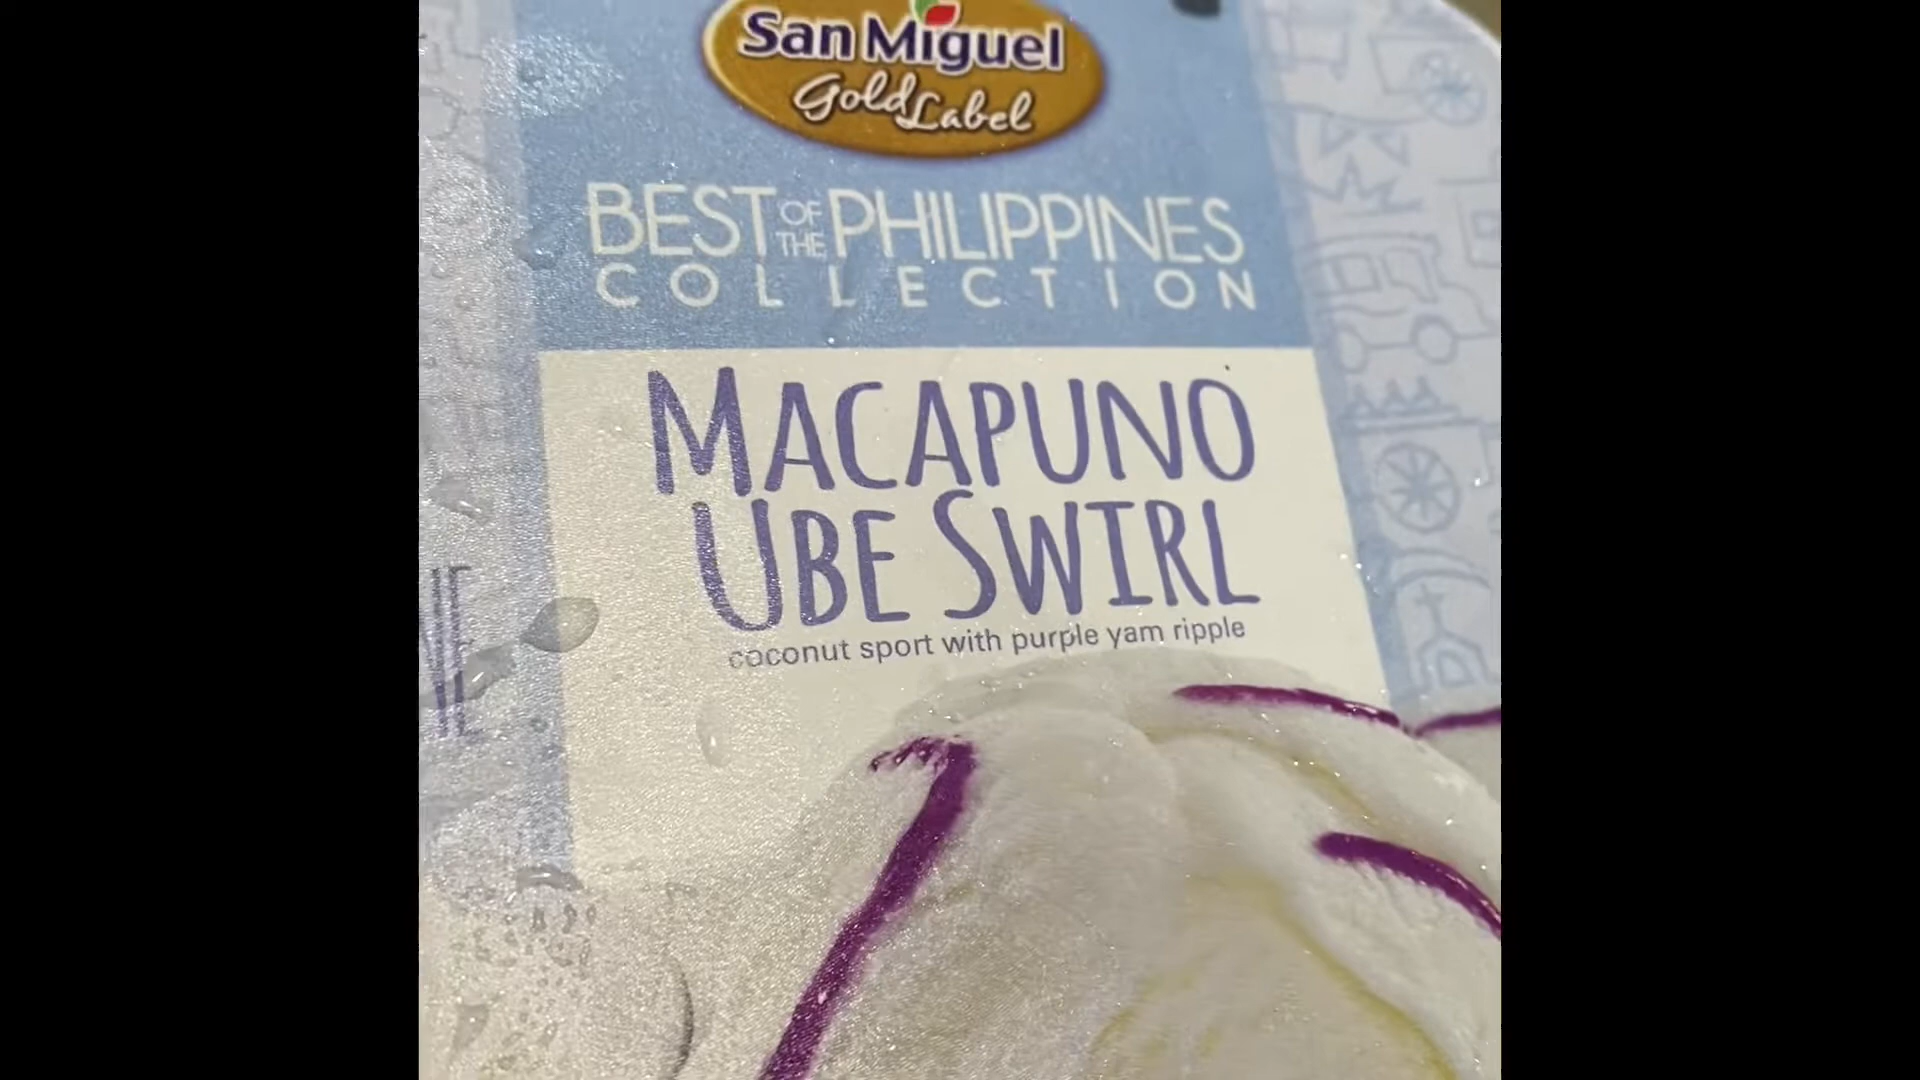 San Miguel
Gold Label
BEST OF THE PHILIPPINES
COLLECTION
MACAPUNO
UBE SWIRL
coconut sport with purple yam ripple